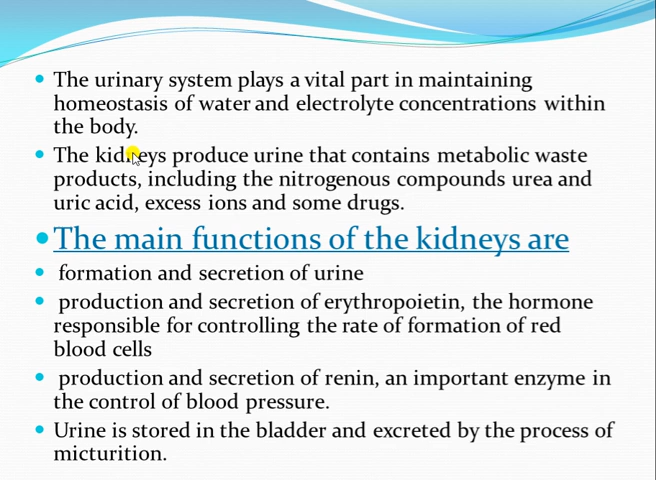 The urinary system plays a vital part in maintaining
homeostasis of water and electrolyte concentrations within
the body.
The kidneys produce urine that contains metabolic waste
products, including the nitrogenous compounds urea and
uric acid, excess ions and some drugs.
The main functions of the kidneys are
formation and secretion of urine
production and secretion of erythropoietin, the hormone
responsible for controlling the rate of formation of red
blood cells
production and secretion of renin, an important enzyme in
the control of blood pressure.
Urine is stored in the bladder and excreted by the process of
micturition.